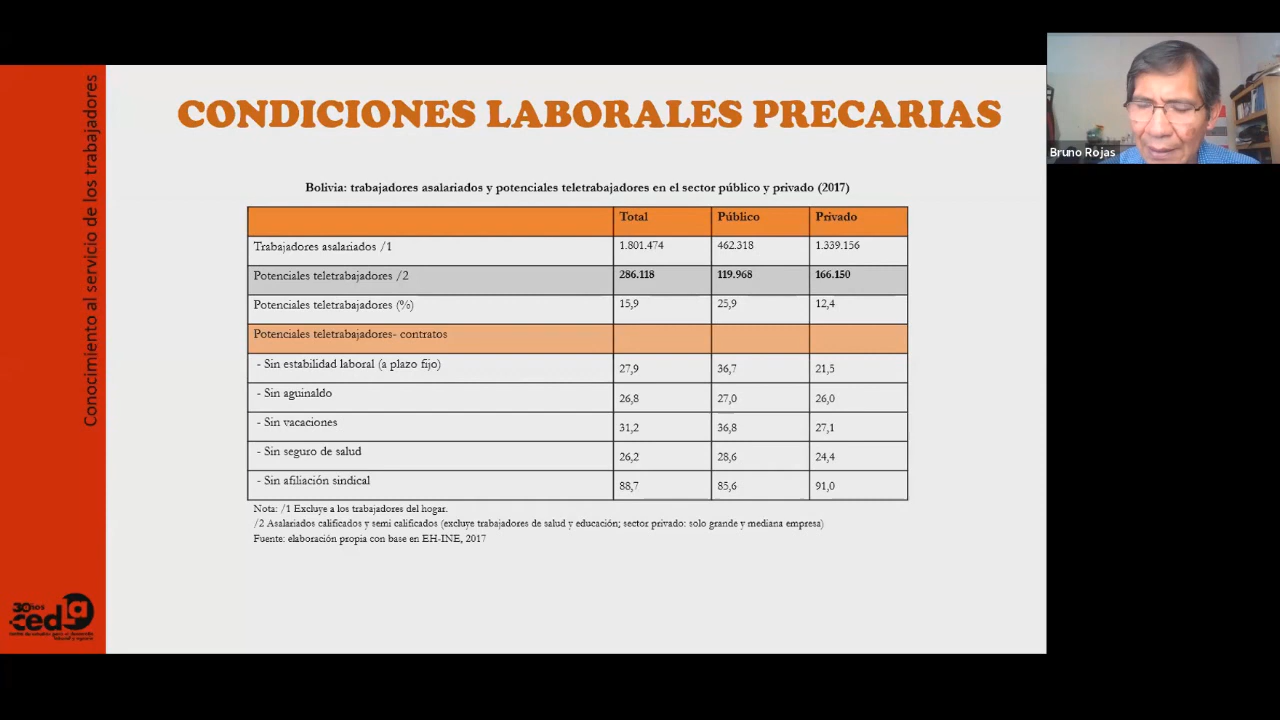 CONDICIONES LABORALES PRECARIAS
Bruno Rojas
Conocimiento al servicio de los trabajadores
Bolivia: trabajadores asalariados y potenciales teletrabajadores en el sector público y privado (2017)
Total Público Privado
Trabajadores asalariados /1 1.801.474 462.318 1.339.156
Potenciales teletrabajadores /2 286.118 119.968 166.150
Potenciales teletrabajadores (%) 15,9 25,9 12,4
Potenciales teletrabajadores- contratos
- Sin estabilidad laboral (a plazo fijo) 27,9 36,7 21,5
- Sin aguinaldo 26,8 27,0 26,0
- Sin vacaciones 31,2 36,8 27,1
- Sin seguro de salud 26,2 28,6 24,4
- Sin afiliación sindical 88,7 85,6 91,0
Nota: /1 Excluye a los trabajadores del hogar.
/2 Asalariados calificados y semi calificados (excluye trabajadores de salud y educación; sector privado: solo grande y mediana empresa)
Fuente: elaboración propia con base en EH-INE, 2017
30años
cedla